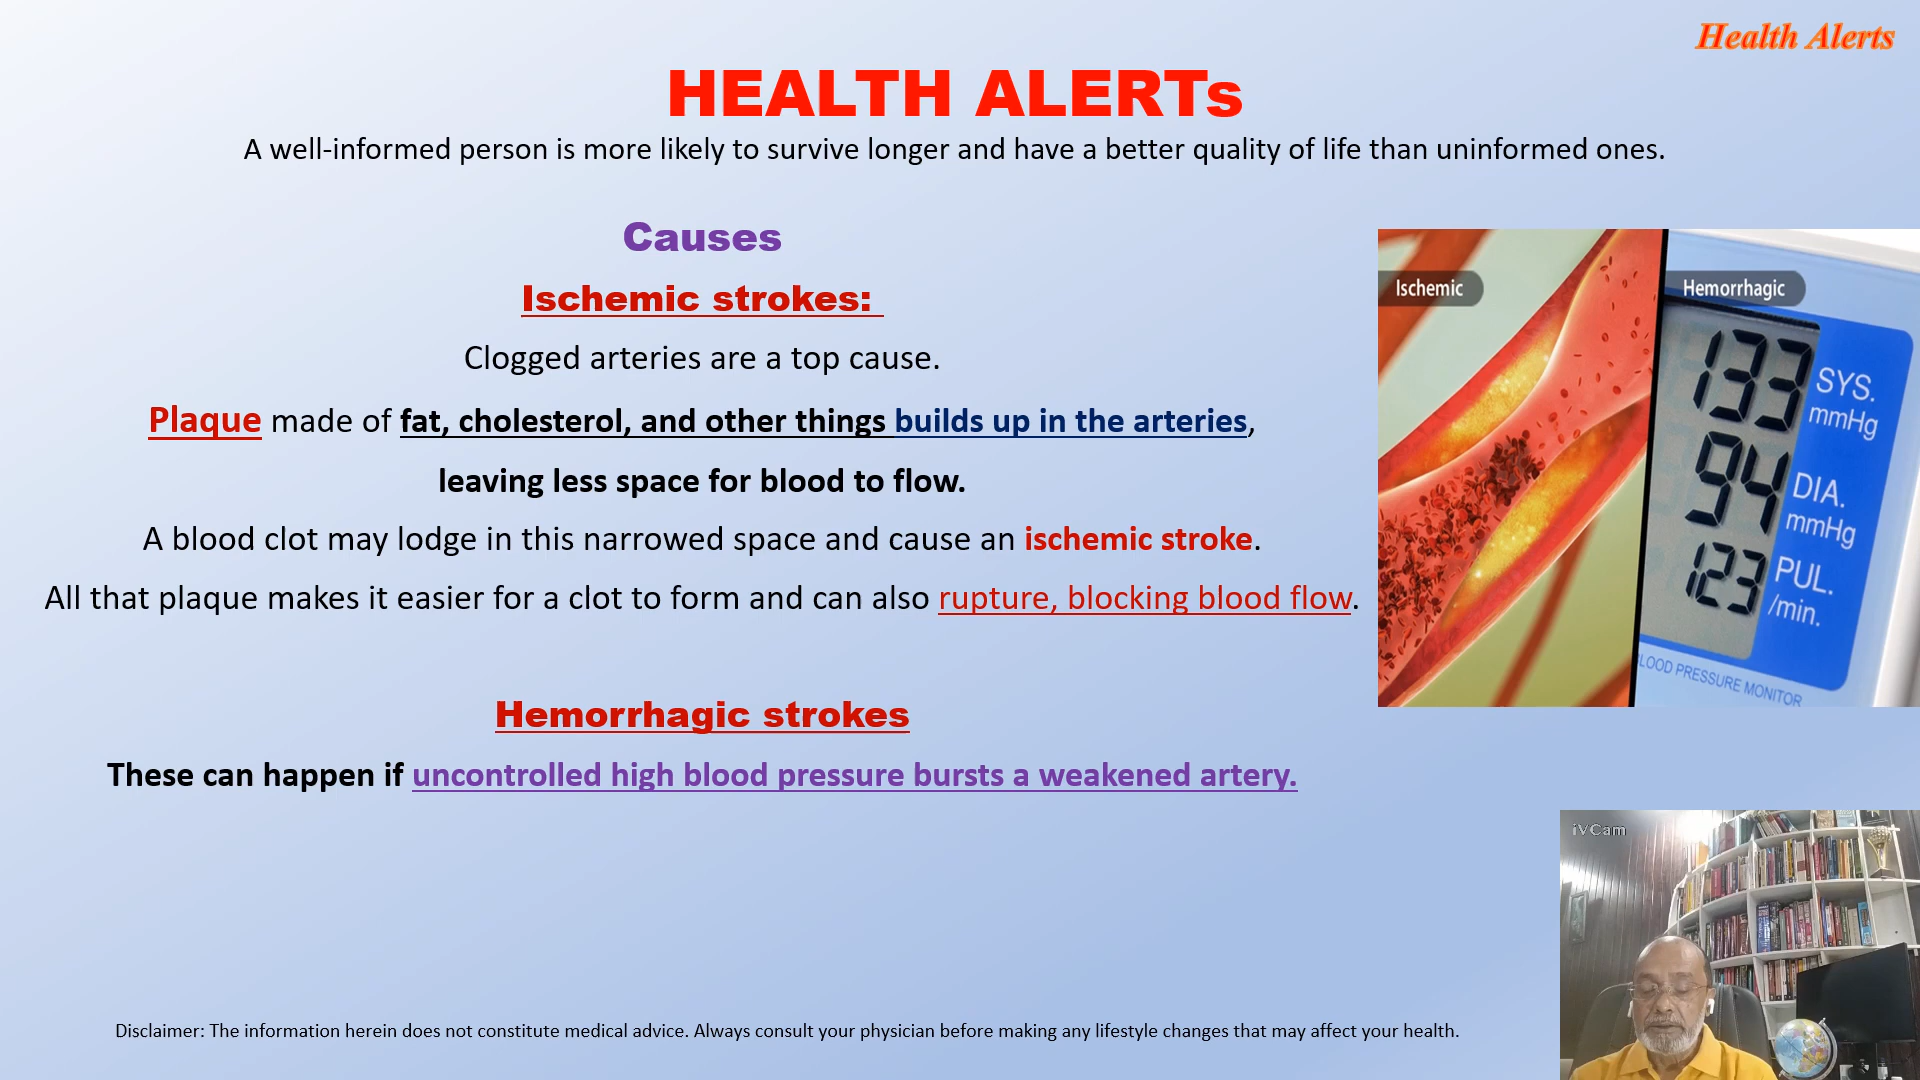 Health Alerts
HEALTH ALERTs
A well-informed person is more likely to survive longer and have a better quality of life than uninformed ones.
Causes
Ischemic strokes:
Clogged arteries are a top cause.
Plaque made of fat, cholesterol, and other things builds up in the arteries,
leaving less space for blood to flow.
A blood clot may lodge in this narrowed space and cause an ischemic stroke.
All that plaque makes it easier for a clot to form and can also rupture, blocking blood flow.
Hemorrhagic strokes
These can happen if uncontrolled high blood pressure bursts a weakened artery.
Ischemic
Hemorrhagic
133 SYS. mmHg
94 DIA. mmHg
123 PUL. /min.
BLOOD PRESSURE MONITOR
iVCam
Disclaimer: The information herein does not constitute medical advice. Always consult your physician before making any lifestyle changes that may affect your health.